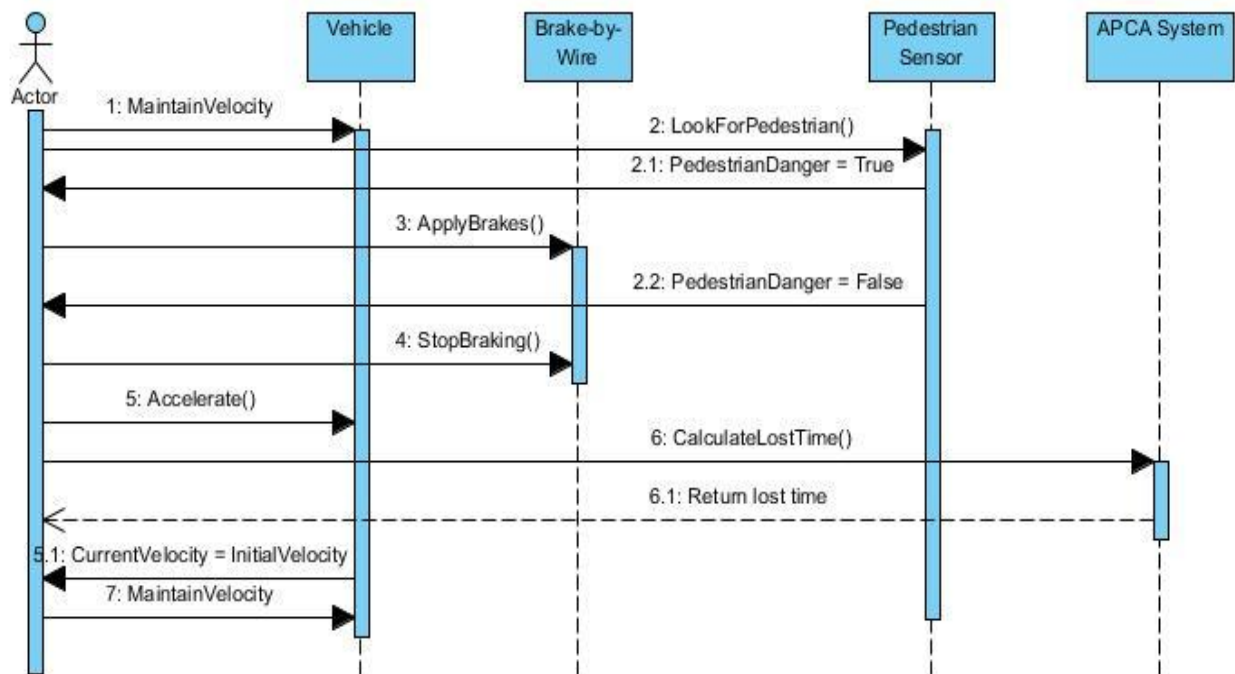 Vehicle
Brake-by-
Wire
Pedestrian
Sensor
APCA System
Actor
1: MaintainVelocity
2: LookForPedestrian()
2.1: PedestrianDanger = True
3: ApplyBrakes()
2.2: PedestrianDanger = False
4: StopBraking()
5: Accelerate()
6: CalculateLostTime()
6.1: Return lost time
5.1: CurrentVelocity = InitialVelocity
7: MaintainVelocity